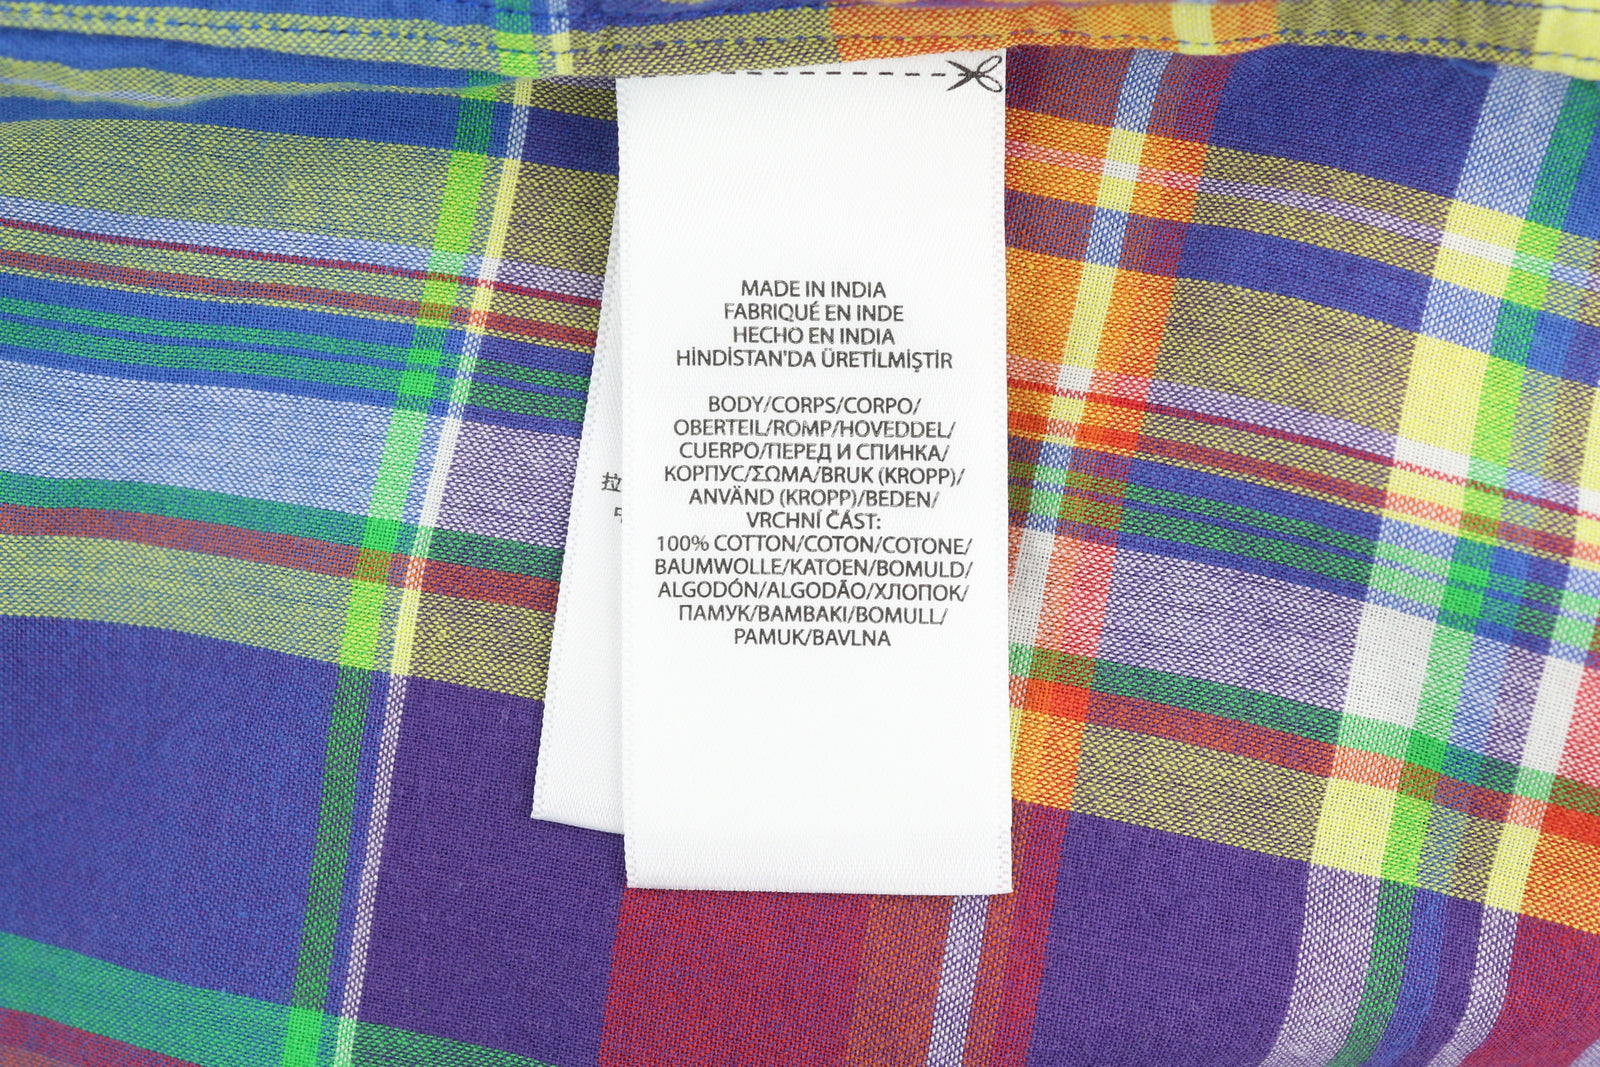 MADE IN INDIA
FABRIQUÉ EN INDE
HECHO EN INDIA
HİNDİSTAN'DA ÜRETİLMİŞTİR
BODY/CORPS/CORPO/
OBERTEIL/ROMP/HOVEDDEL/
CUERPO/ПЕРЕД И СПИНКА/
КОРПУС/ΣΩΜΑ/BRUK (KROPP)/
ANVÄND (KROPP)/BEDEN/
VRCHNÍ ČÁST:
100% COTTON/COTON/COTONE/
BAUMWOLLE/KATOEN/BOMULD/
ALGODÓN/ALGODÃO/ХЛОПОК/
ПАМУК/ΒΑΜΒΑΚΙ/BOMULL/
PAMUK/BAVLNA
拉